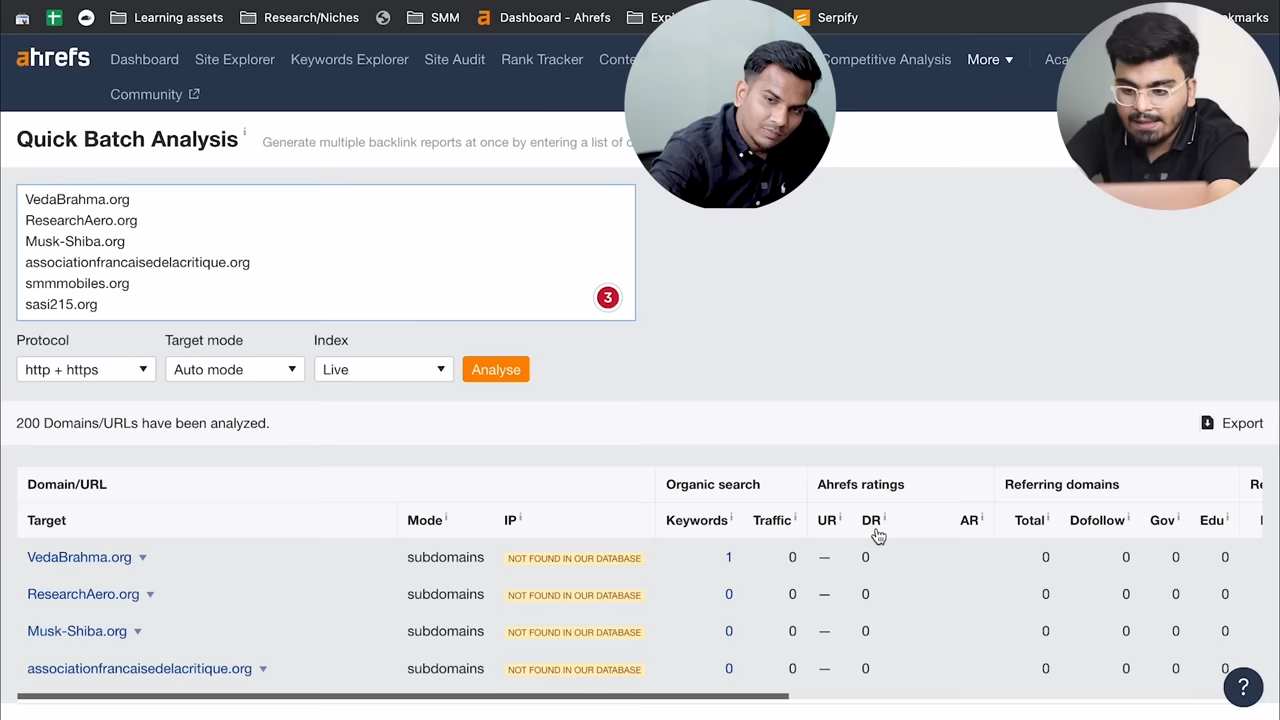 Learning assets Research/Niches SMM Dashboard - Ahrefs Serpify
ahrefs Dashboard Site Explorer Keywords Explorer Site Audit Rank Tracker Competitive Analysis More
Community
Quick Batch Analysis
Generate multiple backlink reports at once by entering a list of
VedaBrahma.org
ResearchAero.org
Musk-Shiba.org
associationfrancaisedelacritique.org
smmmobiles.org
sasi215.org
3
Protocol Target mode Index
http + https Auto mode Live Analyse
200 Domains/URLs have been analyzed. Export
Domain/URL Organic search Ahrefs ratings Referring domains
Target Mode IP Keywords Traffic UR DR AR Total Dofollow Gov Edu
VedaBrahma.org subdomains NOT FOUND IN OUR DATABASE 1 0 — 0 0 0 0 0
ResearchAero.org subdomains NOT FOUND IN OUR DATABASE 0 0 — 0 0 0 0 0
Musk-Shiba.org subdomains NOT FOUND IN OUR DATABASE 0 0 — 0 0 0 0 0
associationfrancaisedelacritique.org subdomains NOT FOUND IN OUR DATABASE 0 0 — 0 0 0 0 0
?